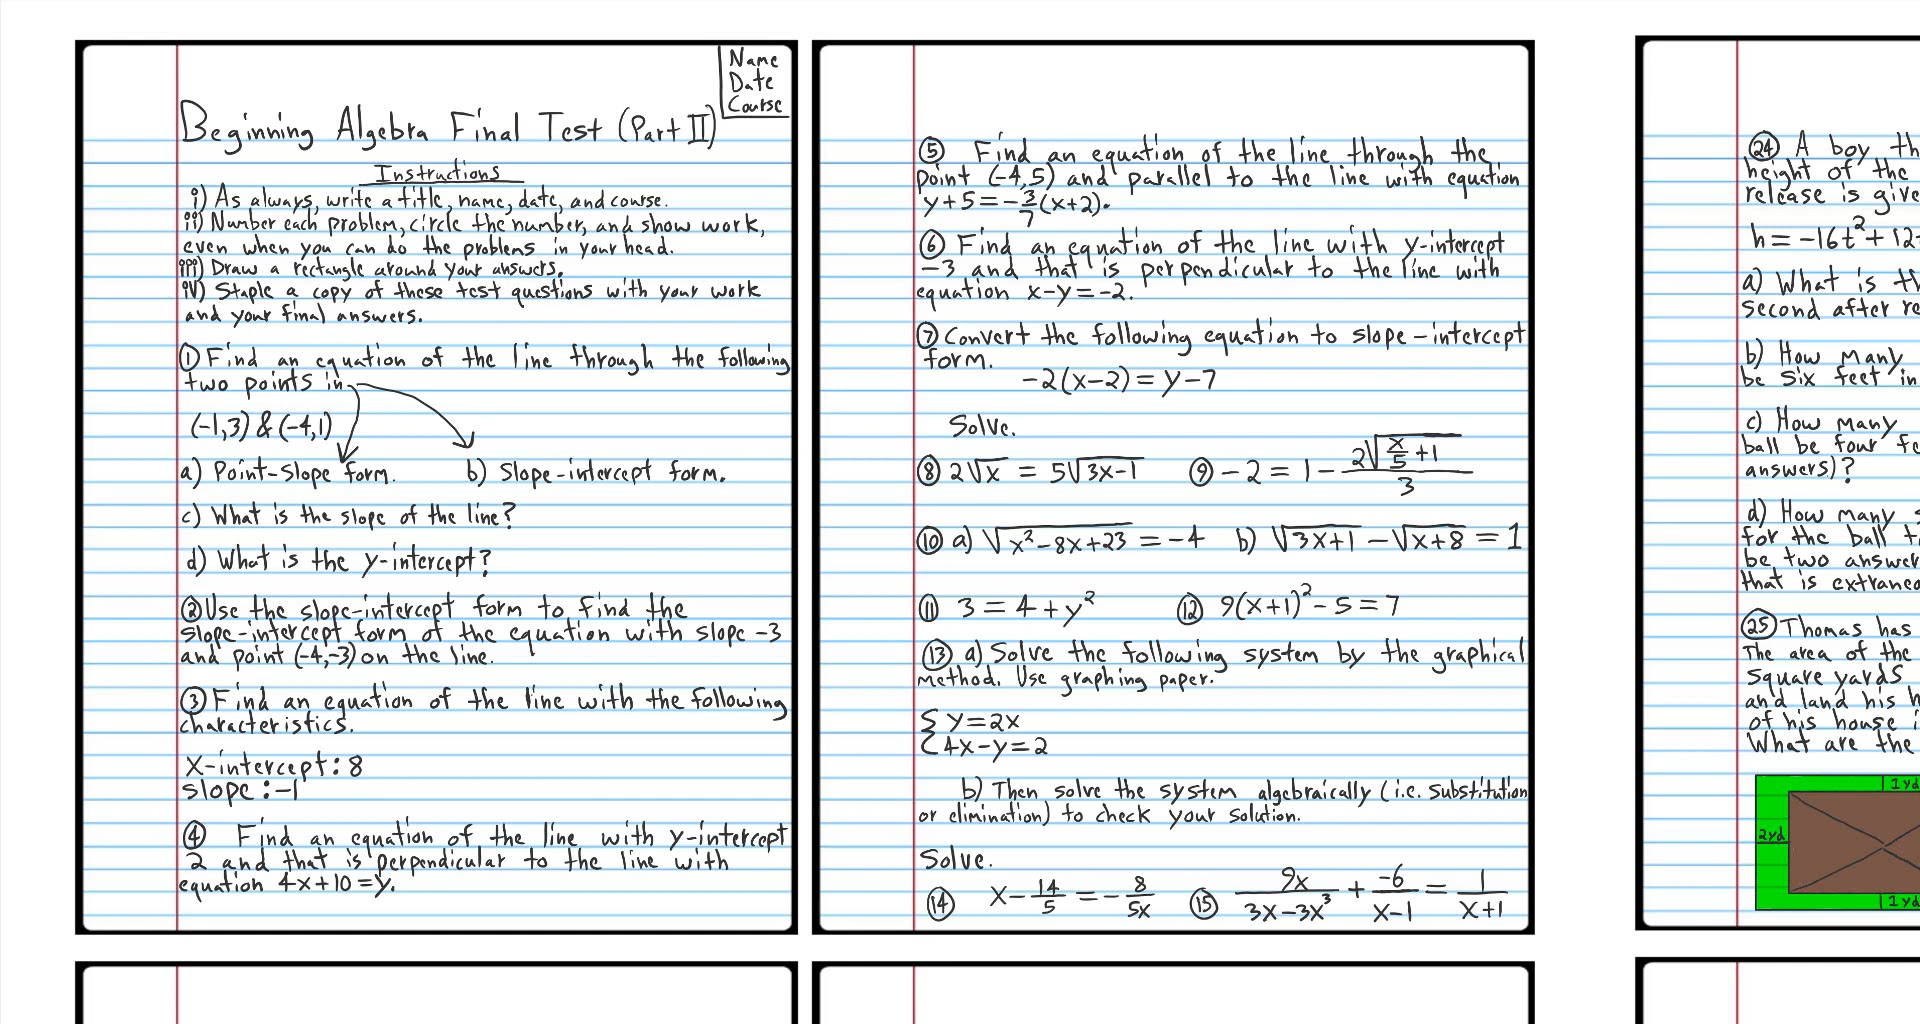 Name
Date
Course
Beginning Algebra Final Test (Part II)
Instructions
i) As always, write a title, name, date, and course.
ii) Number each problem, circle the number, and show work,
even when you can do the problems in your head.
iii) Draw a rectangle around your answers.
iv) Staple a copy of these test questions with your work
and your final answers.
① Find an equation of the line through the following
two points in
(-1,3) & (-4,1)
a) Point-slope form. b) Slope-intercept form.
c) What is the slope of the line?
d) What is the y-intercept?
② Use the slope-intercept form to find the
slope-intercept form of the equation with slope -3
and point (-4,-3) on the line.
③ Find an equation of the line with the following
characteristics.
X-intercept: 8
slope: -1
④ Find an equation of the line with y-intercept
2 and that is perpendicular to the line with
equation 4x+10=y.
⑤ Find an equation of the line through the
point (-4,5) and parallel to the line with equation
y+5=-3/7(x+2).
⑥ Find an equation of the line with y-intercept
-3 and that is perpendicular to the line with
equation x-y=-2.
⑦ Convert the following equation to slope-intercept
form.
-2(x-2)=y-7
Solve.
⑧ 2√x = 5√(3x-1) ⑨ -2 = 1 - 2√(x/5+1)/3
⑩ a) √(x²-8x+23) = -4 b) √(3x+1) - √(x+8) = 1
⑪ 3 = 4+y² ⑫ 9(x+1)² - 5 = 7
⑬ a) Solve the following system by the graphical
method. Use graphing paper.
{ y=2x
4x-y=2
b) Then solve the system algebraically (i.e. substitution
or elimination) to check your solution.
Solve.
⑭ x - 14/5 = -8/5x ⑮ 9x/(3x-3x³) + -6/(x-1) = 1/(x+1)
㉔ A boy th
height of the
release is give
h = -16t² + 12
a) What is th
second after re
b) How many
be six feet in
c) How many
ball be four fe
answers)?
d) How many s
for the ball t
be two answer
that is extraneo
㉕ Thomas has
The area of the
square yards
and land his h
of his house i
What are the
1 yd
2yd
1 yd